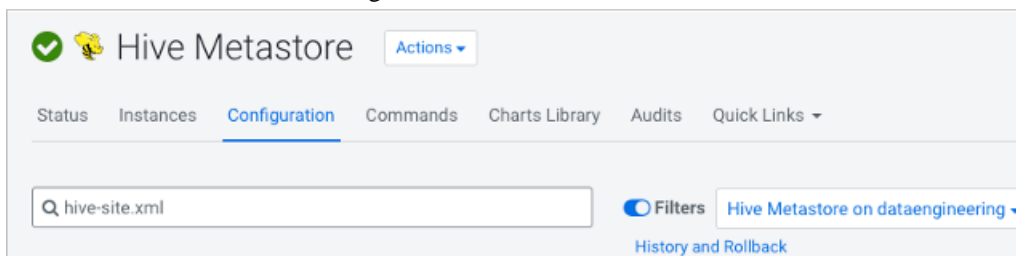 Hive Metastore Actions
Status Instances Configuration Commands Charts Library Audits Quick Links
hive-site.xml Filters Hive Metastore on dataengineering
History and Rollback